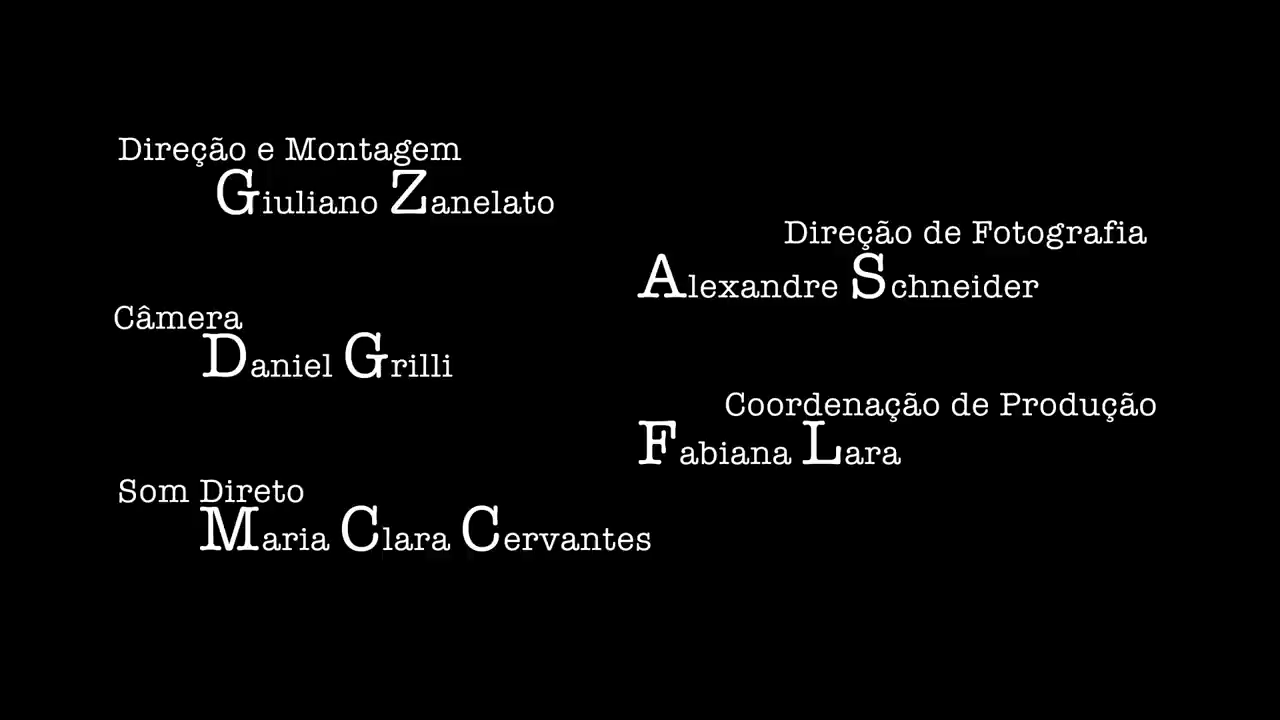 Direção e Montagem
Giuliano Zanelato
Direção de Fotografia
Alexandre Schneider
Câmera
Daniel Grilli
Coordenação de Produção
Fabiana Lara
Som Direto
Maria Clara Cervantes